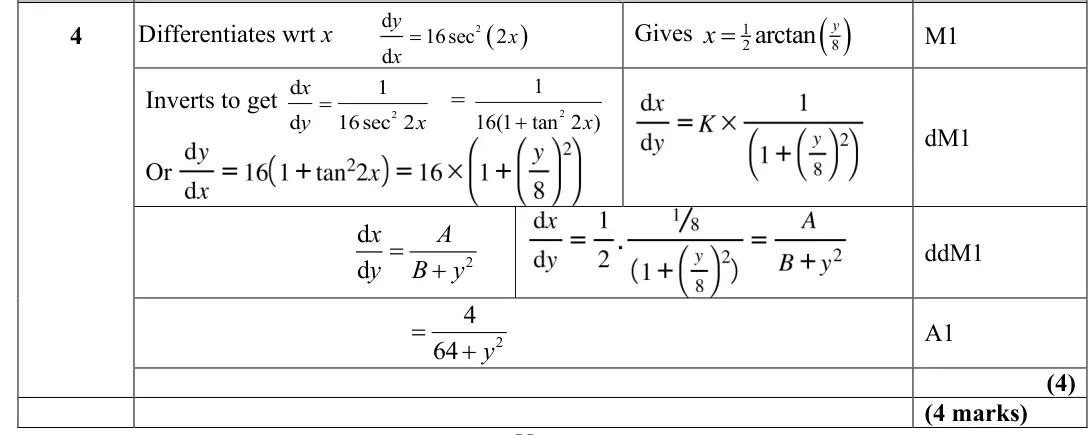 4 Differentiates wrt x dy/dx = 16 sec² (2x) Gives x = ½ arctan (y/8) M1
Inverts to get dx/dy = 1/(16 sec² 2x) = 1/(16(1 + tan² 2x)) dx/dy = K × 1/(1 + (y/8)²) dM1
Or dy/dx = 16(1 + tan²2x) = 16 × (1 + (y/8)²)
dx/dy = A/(B + y²) dx/dy = 1/2 . (1/8)/(1 + (y/8)²) = A/(B + y²) ddM1
= 4/(64 + y²) A1
(4)
(4 marks)